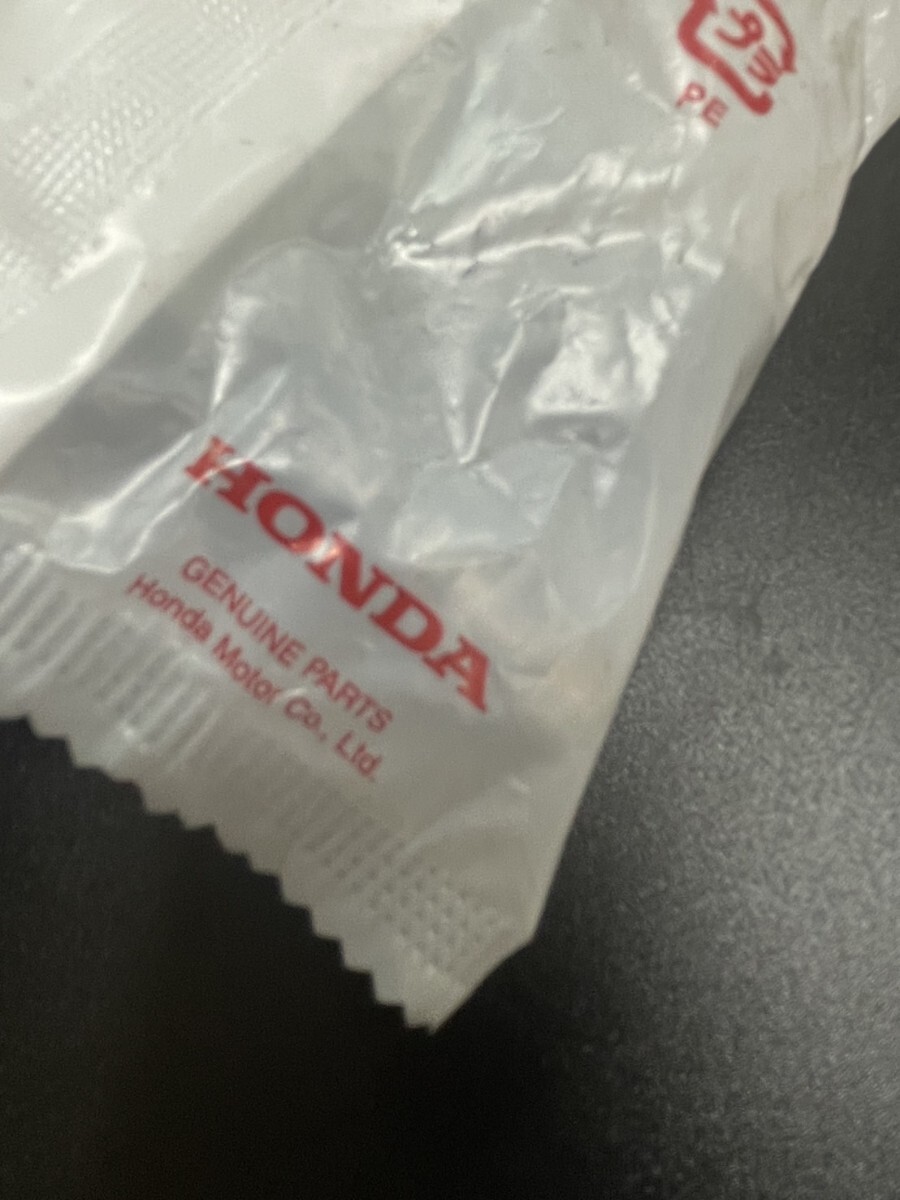 プラ
PE
HONDA
GENUINE PARTS
Honda Motor Co., Ltd.